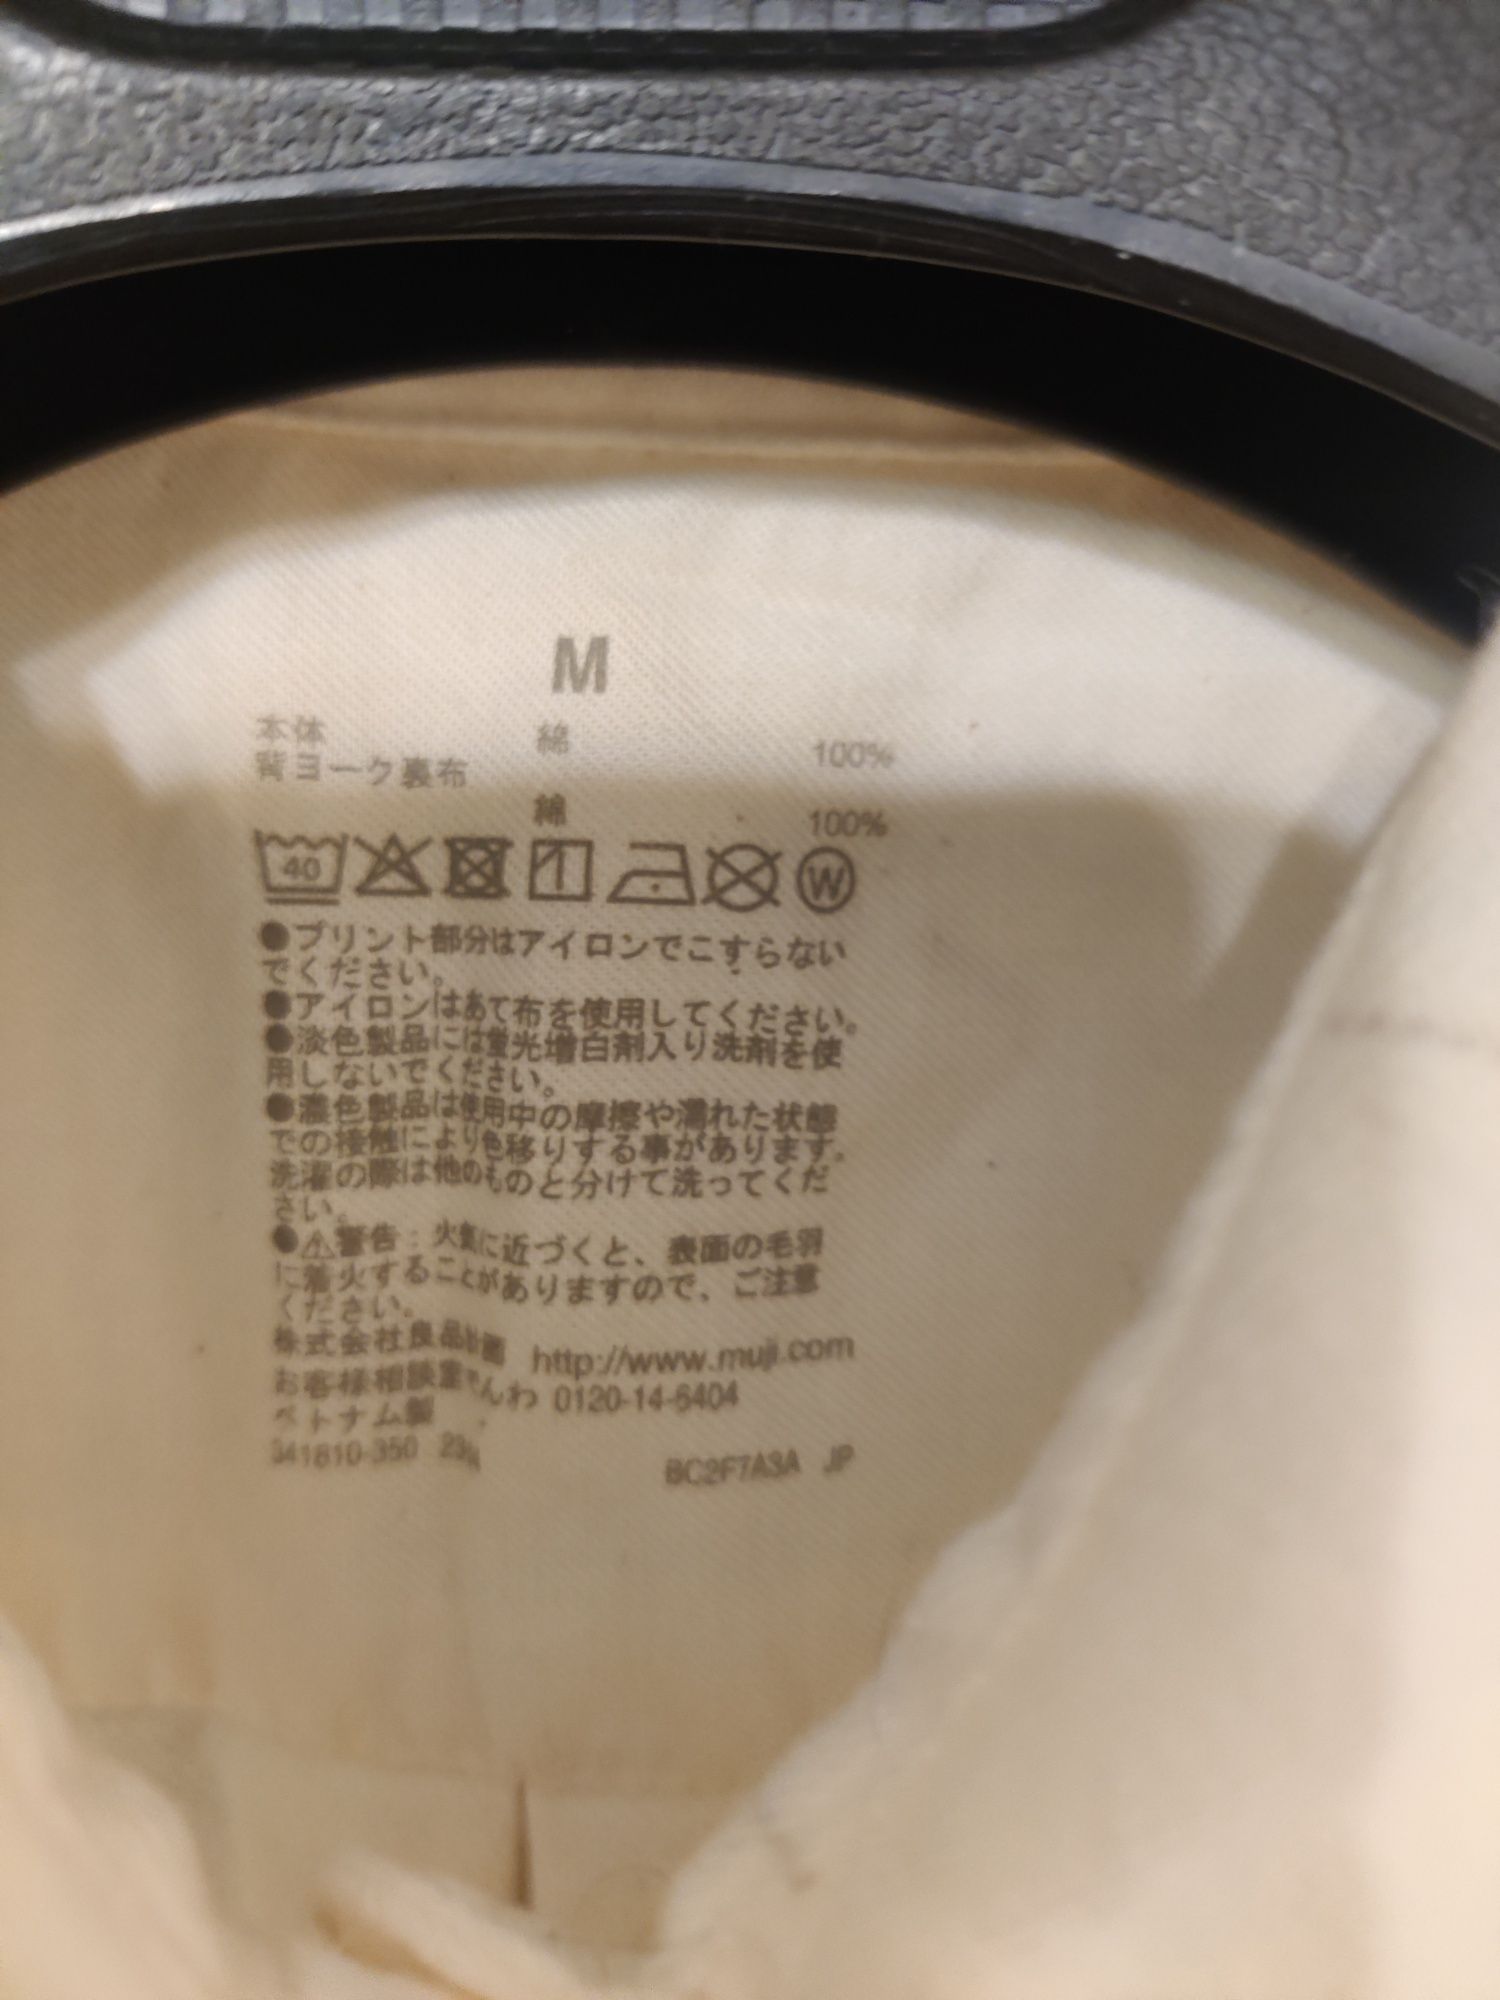 M
本体 綿 100%
背ヨーク裏布
綿 100%
40
W
●プリント部分はアイロンでこすらない
でください。
●アイロンはあて布を使用してください。
●淡色製品には蛍光増白剤入り洗剤を使
用しないでください。
●濃色製品は使用中の摩擦や濡れた状態
での接触により色移りする事があります。
洗濯の際は他のものと分けて洗ってくだ
さい。
●⚠警告：火気に近づくと、表面の毛羽
に着火することがありますので、ご注意
ください。
株式会社良品計画 http://www.muji.com
お客様相談室でんわ 0120-14-6404
ベトナム製
341810-350 BC2F7A3A JP